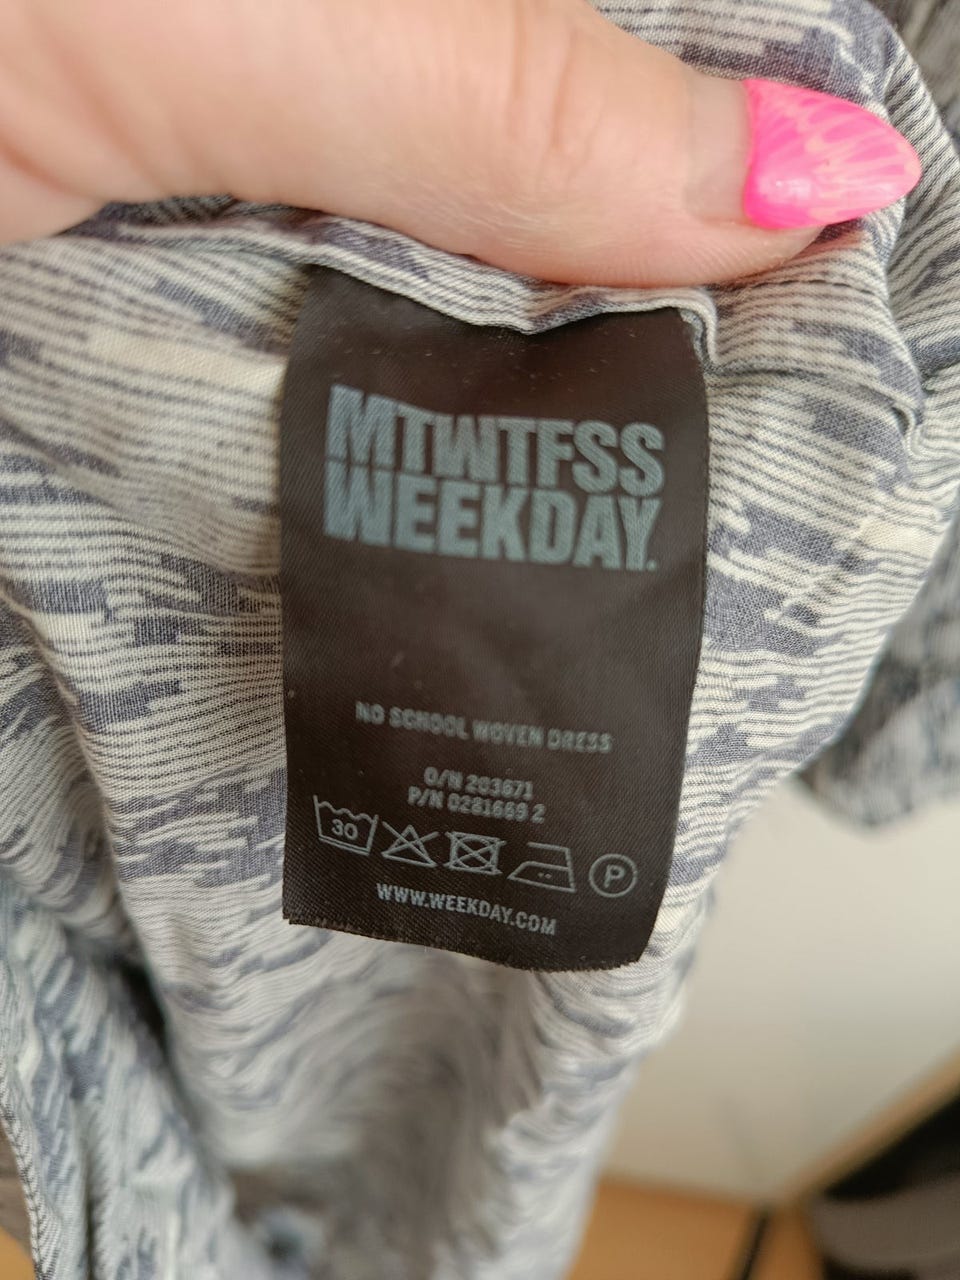 MTWTFSS
WEEKDAY.
NO SCHOOL WOVEN DRESS
O/N 203671
P/N 0281669 2
30
P
WWW.WEEKDAY.COM